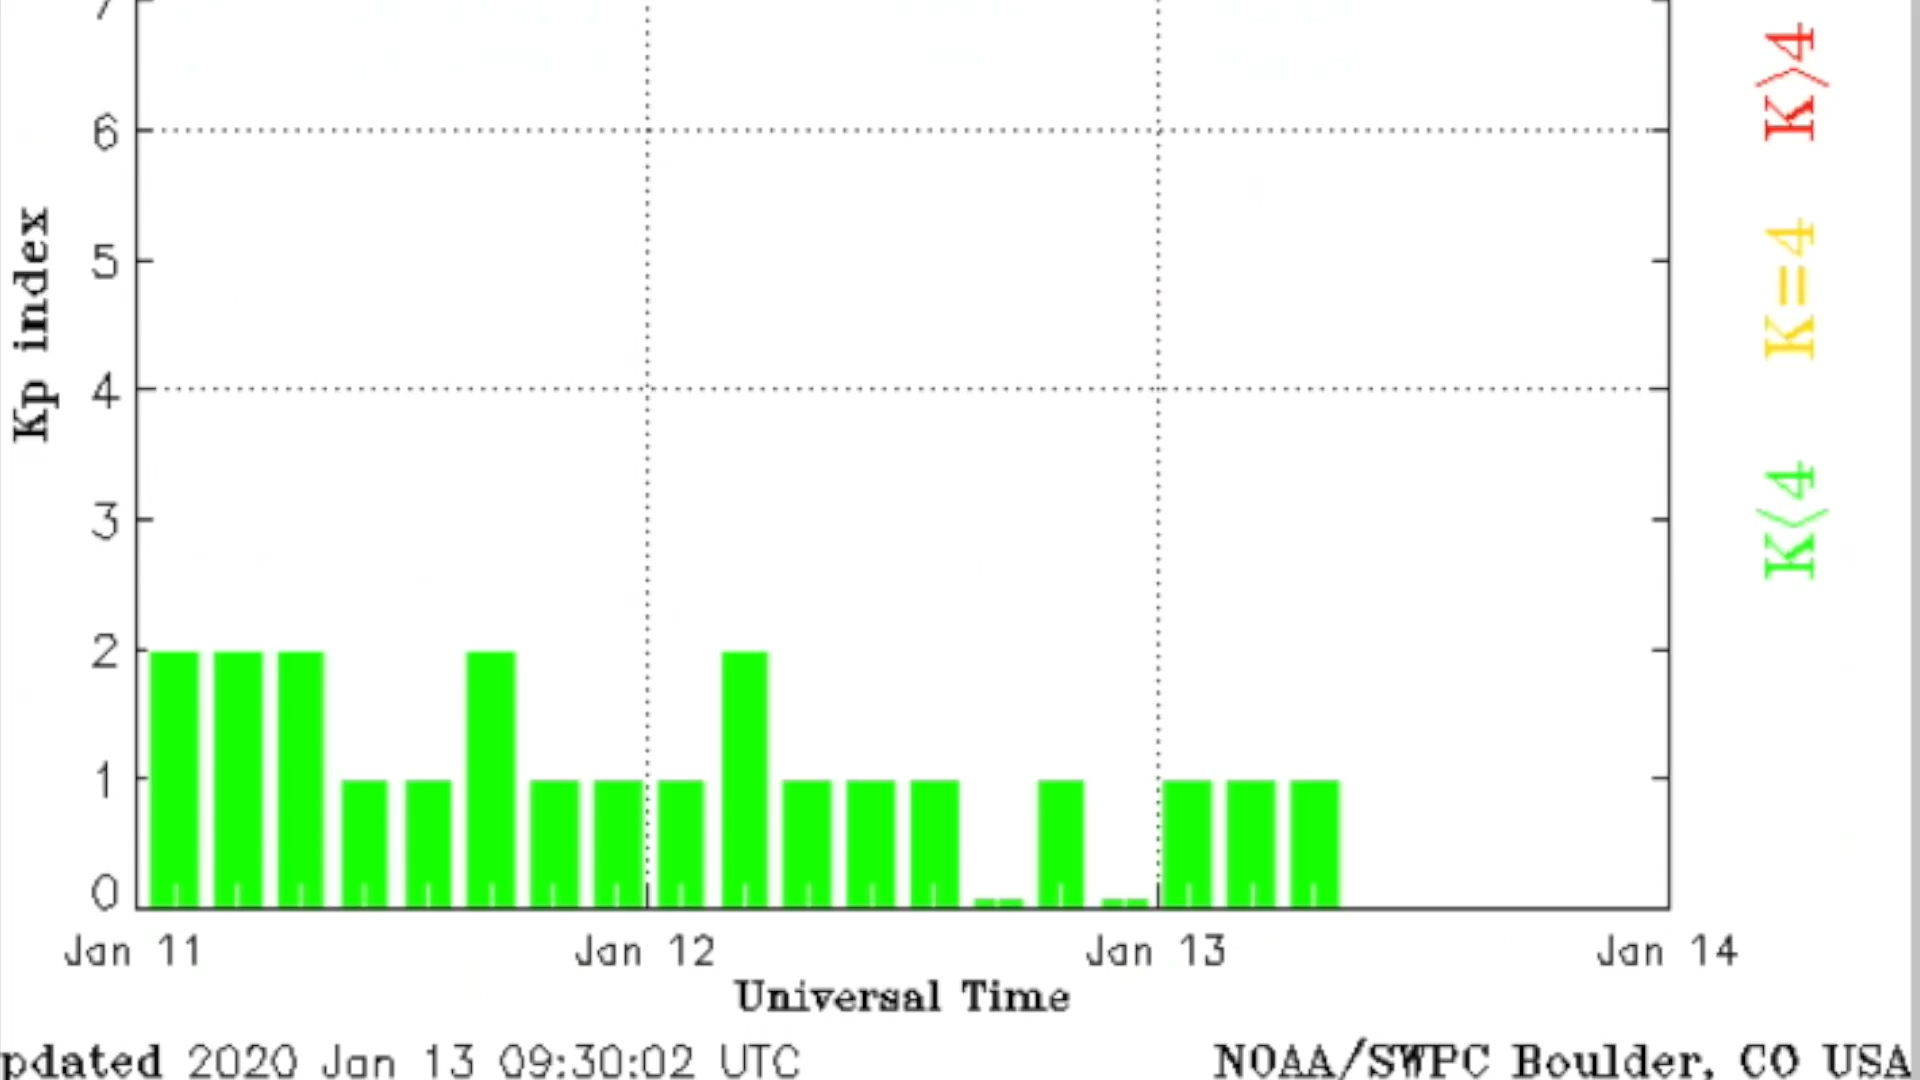 7
6
5
4
3
2
1
0
Kp index
K>4
K=4
K<4
Jan 11 Jan 12 Jan 13 Jan 14
Universal Time
pdated 2020 Jan 13 09:30:02 UTC
NOAA/SWPC Boulder, CO USA